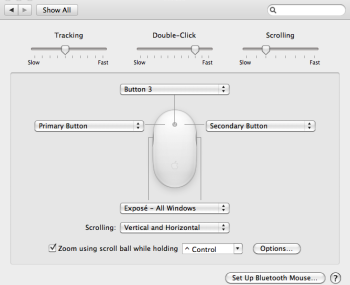 Show All
Tracking Double-Click Scrolling
Slow Fast Slow Fast Slow Fast
Button 3
Primary Button Secondary Button
Exposé - All Windows
Scrolling: Vertical and Horizontal
Zoom using scroll ball while holding ^ Control Options...
Set Up Bluetooth Mouse... ?